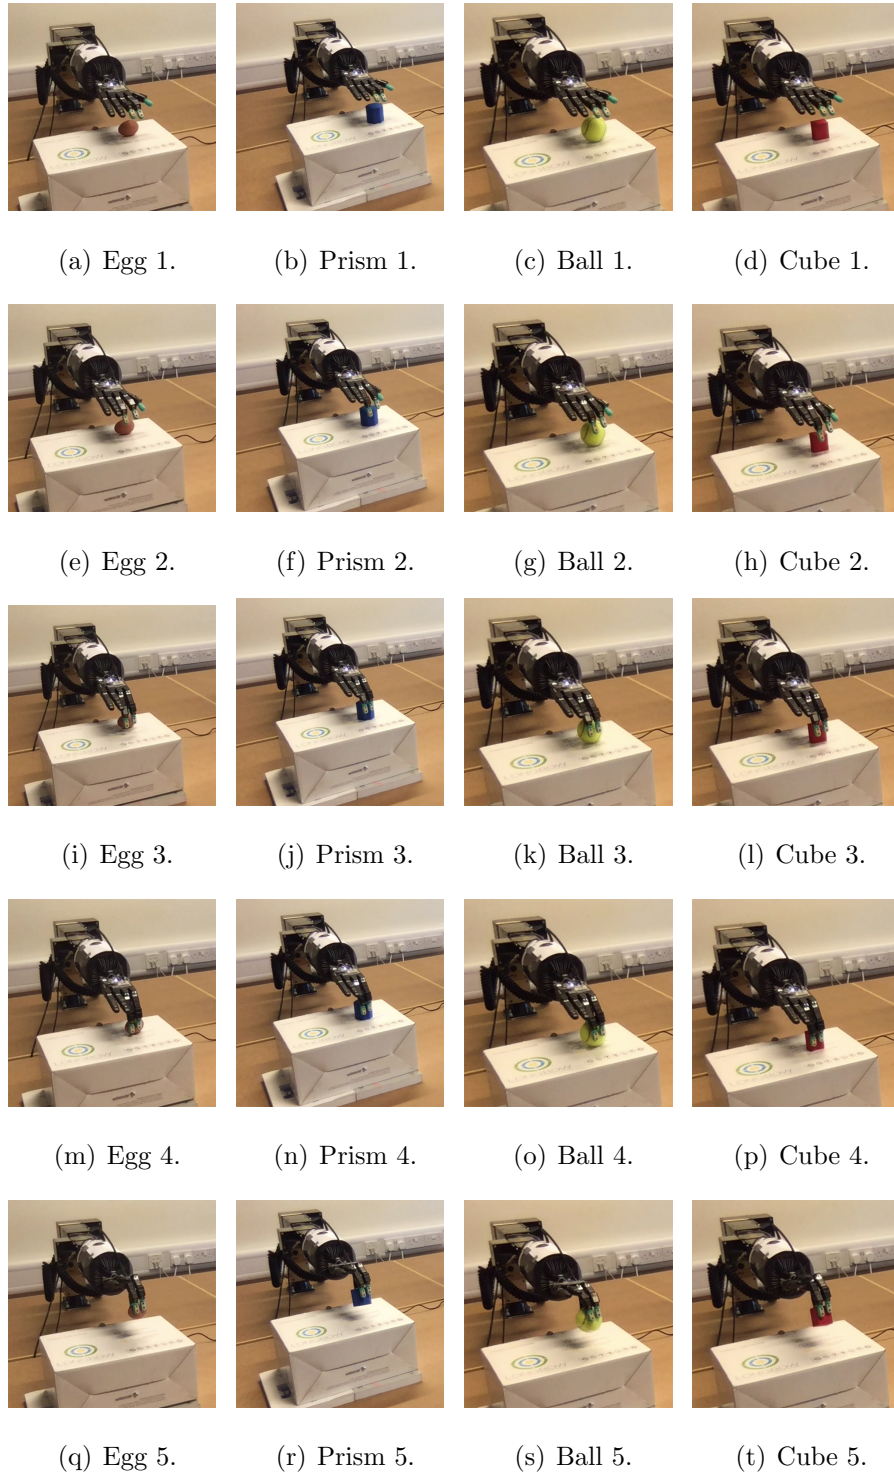 (a) Egg 1.
(b) Prism 1.
(c) Ball 1.
(d) Cube 1.
(e) Egg 2.
(f) Prism 2.
(g) Ball 2.
(h) Cube 2.
(i) Egg 3.
(j) Prism 3.
(k) Ball 3.
(l) Cube 3.
(m) Egg 4.
(n) Prism 4.
(o) Ball 4.
(p) Cube 4.
(q) Egg 5.
(r) Prism 5.
(s) Ball 5.
(t) Cube 5.